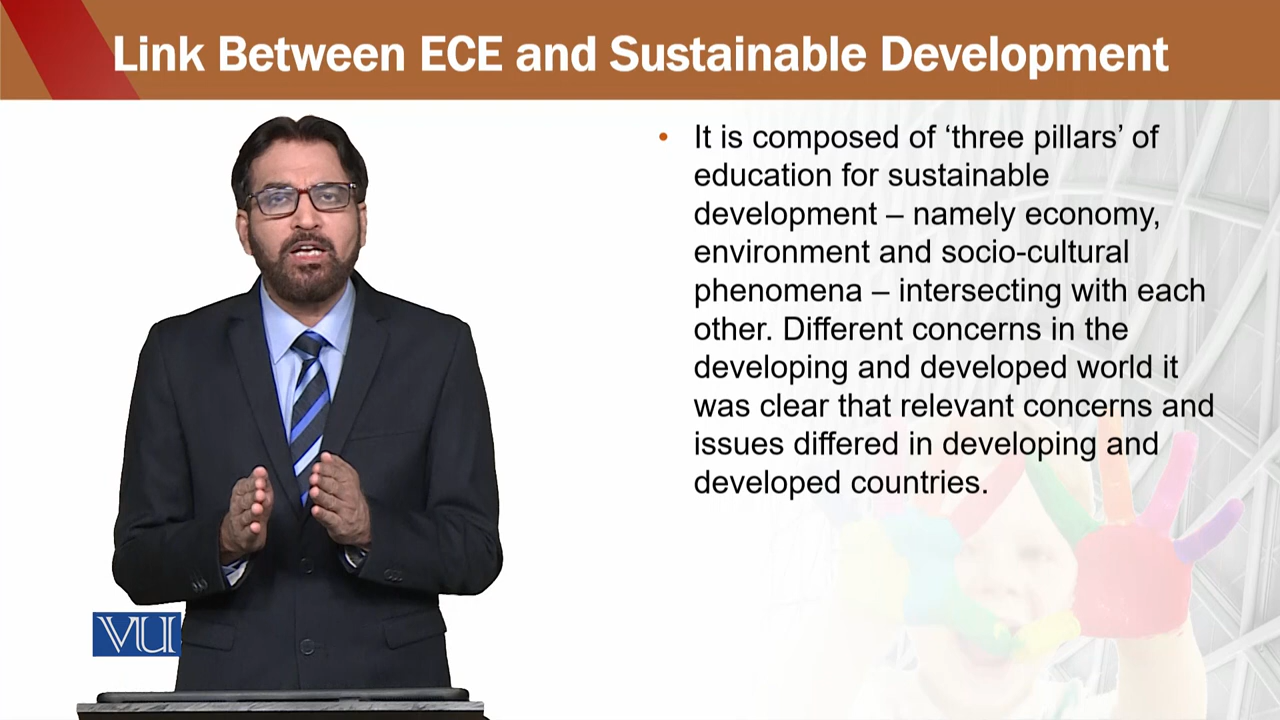 Link Between ECE and Sustainable Development
• It is composed of ‘three pillars’ of
education for sustainable
development – namely economy,
environment and socio-cultural
phenomena – intersecting with each
other. Different concerns in the
developing and developed world it
was clear that relevant concerns and
issues differed in developing and
developed countries.
VU